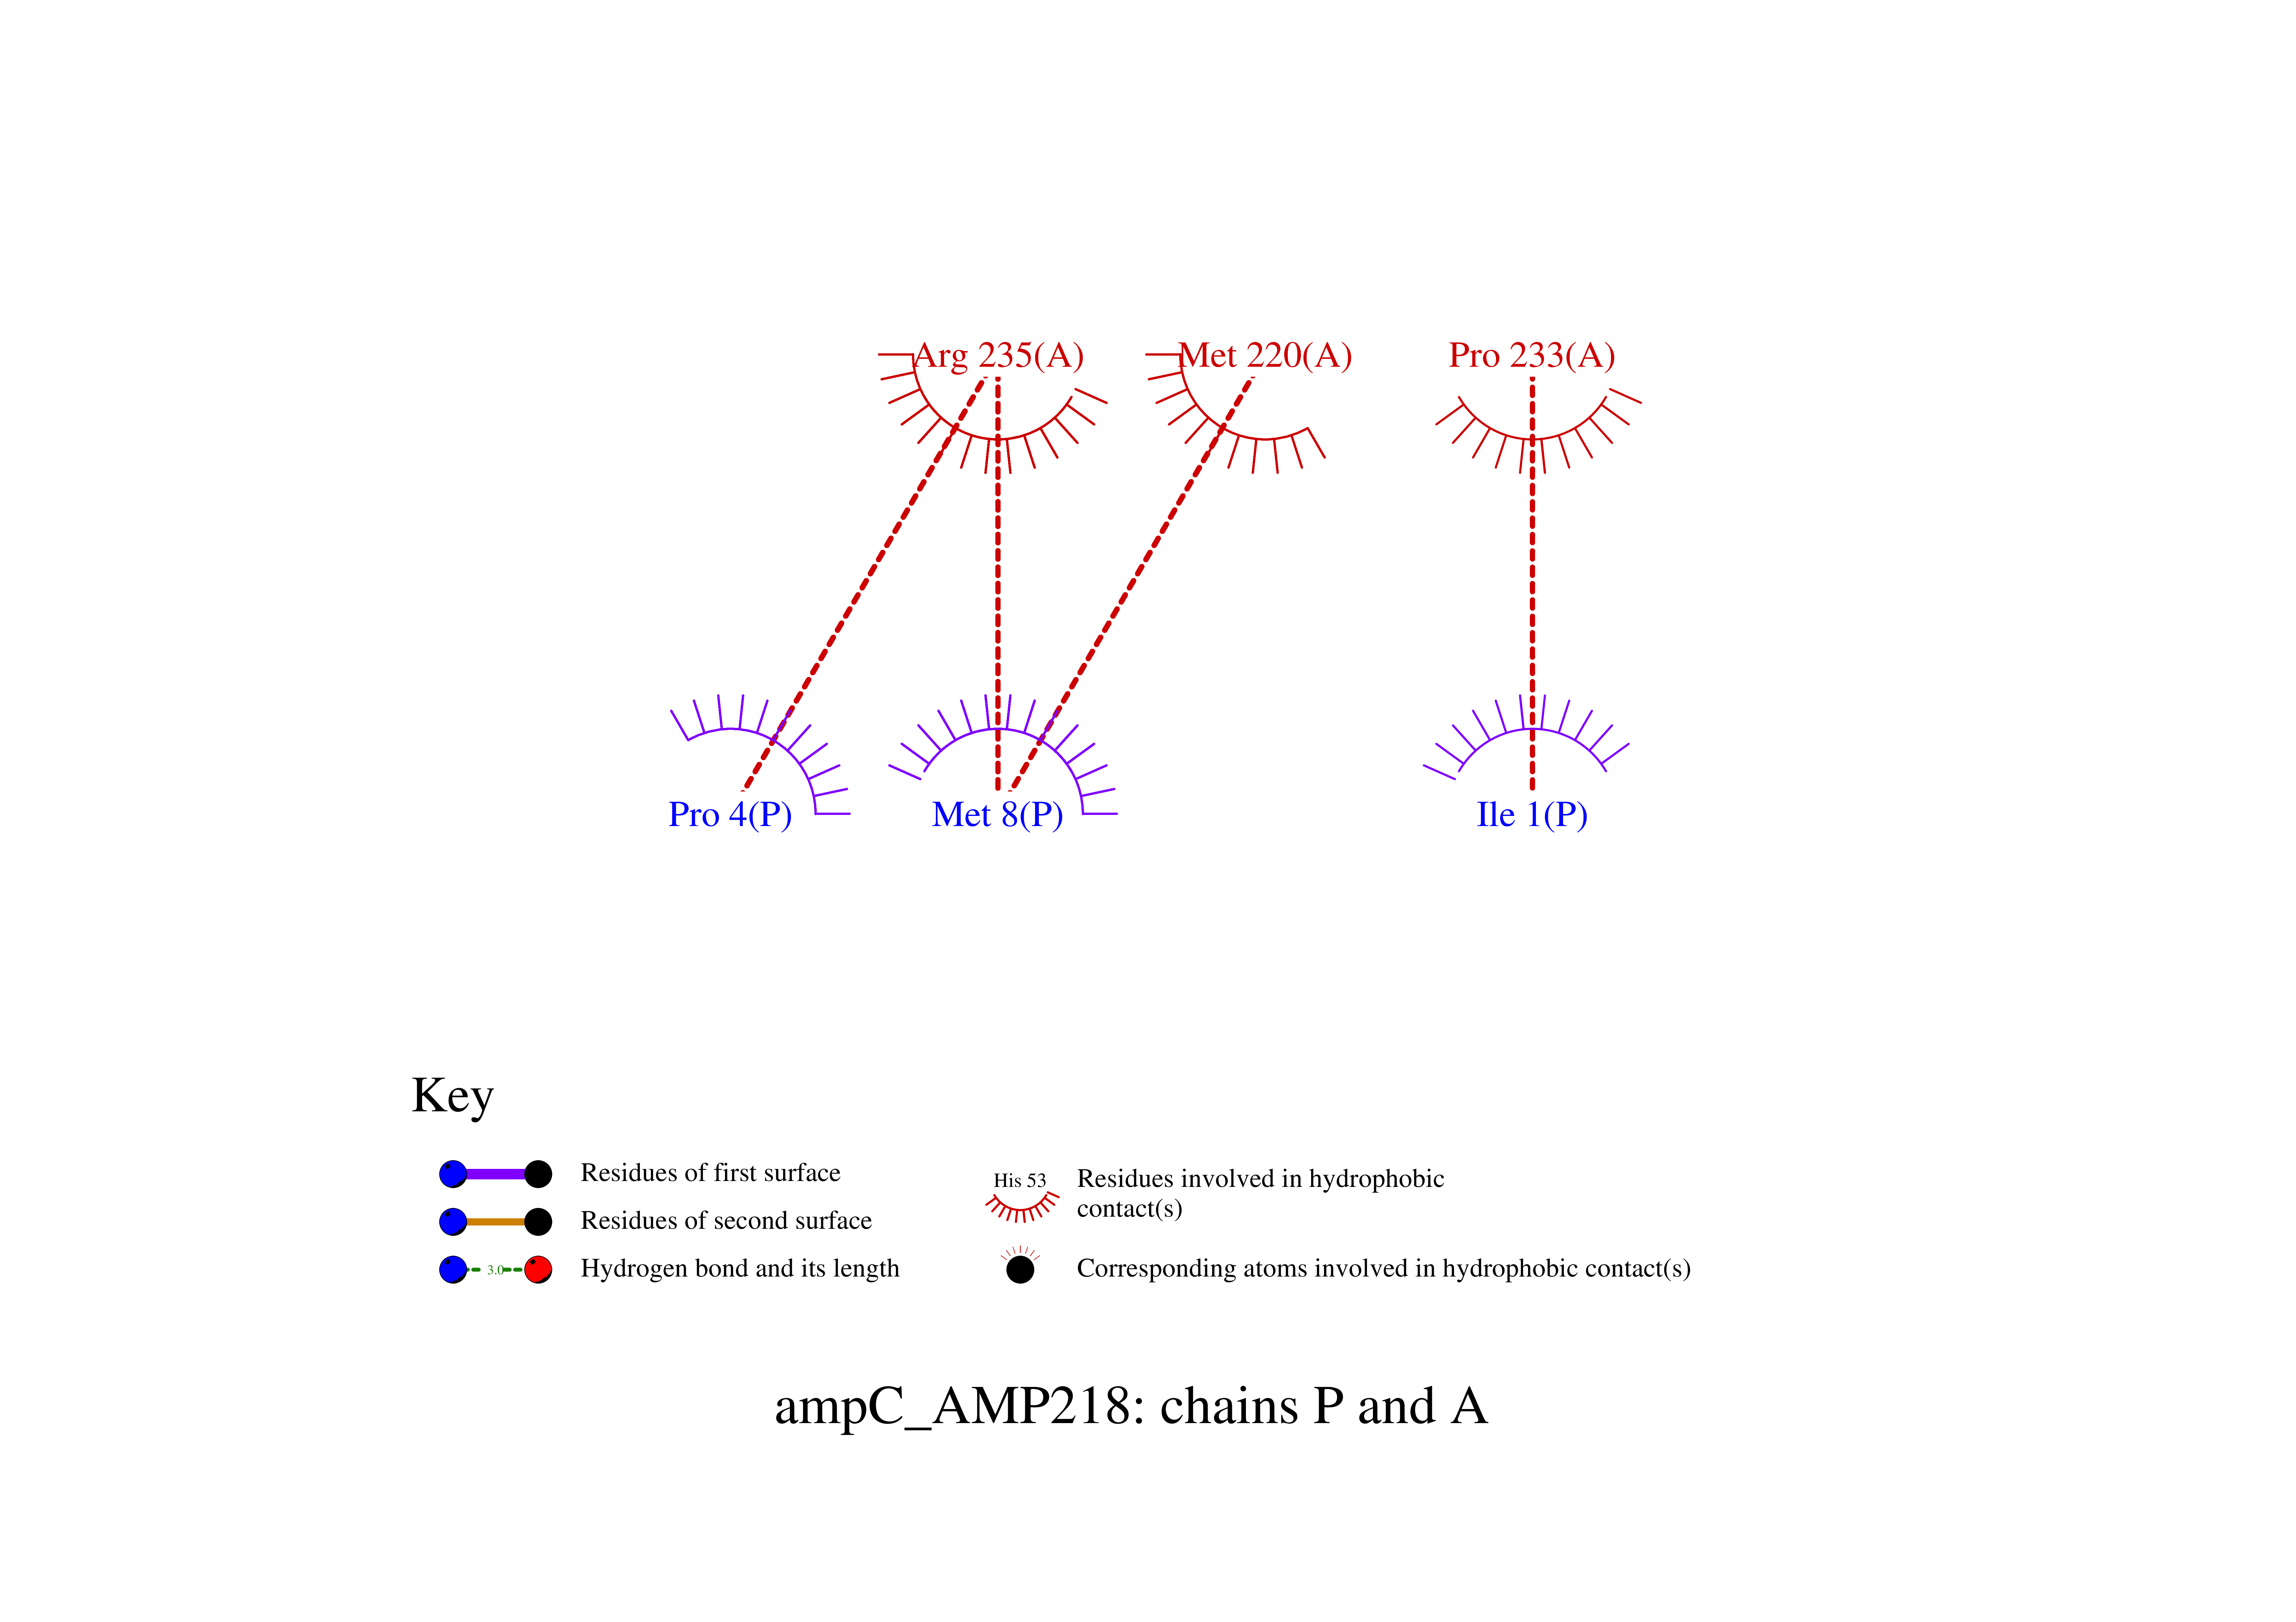 Arg 235(A) Met 220(A) Pro 233(A)
Pro 4(P) Met 8(P) Ile 1(P)
Key
Residues of first surface
Residues of second surface
3.0 Hydrogen bond and its length
His 53 Residues involved in hydrophobic
contact(s)
Corresponding atoms involved in hydrophobic contact(s)
ampC_AMP218: chains P and A